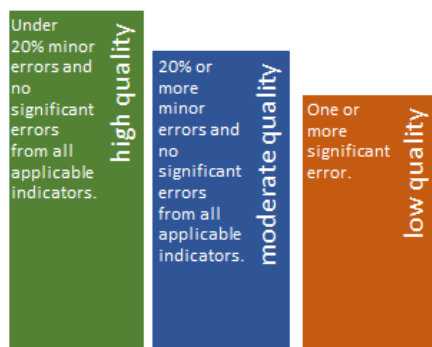 Under
20% minor
errors and
no
significant
errors
from all
applicable
indicators.
high quality
20% or
more
minor
errors and
no
significant
errors
from all
applicable
indicators.
moderate quality
One or
more
significant
error.
low quality